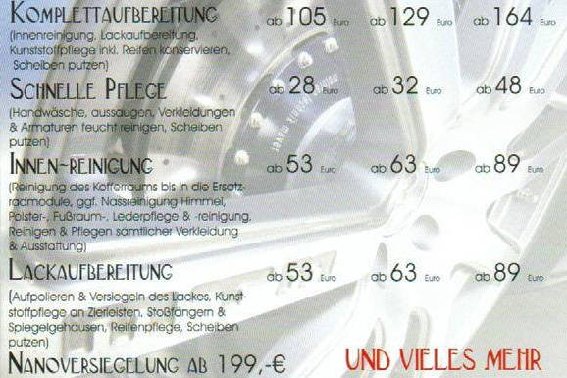 KOMPLETTAUFBEREITUNG ab 105 Euro ab 129 Euro ab 164 Euro
(Innenreinigung, Lackaufbereitung,
Kunststoffpflege inkl. Reifen konservieren,
Scheiben putzen)
SCHNELLE PFLEGE ab 28 Euro ab 32 Euro ab 48 Euro
(Handwäsche, aussaugen, Verkleidungen
& Armaturen feucht reinigen, Scheiben
putzen)
INNEN-REINIGUNG ab 53 Euro ab 63 Euro ab 89 Euro
(Reinigung des Kofferraums bis in die Ersatz-
radmodule, ggf. Nassreinigung Himmel,
Polster-, Fußraum-, Lederpflege & -reinigung,
Reinigen & Pflegen sämtlicher Verkleidung
& Ausstattung)
LACKAUFBEREITUNG ab 53 Euro ab 63 Euro ab 89 Euro
(Aufpolieren & Versiegeln des Lackes, Kunst
stoffpflege an Zierleisten, Stoßfängern &
Spiegelgehäusen, Reifenpflege, Scheiben
putzen)
NANOVERSIEGELUNG AB 199,-€ UND VIELES MEHR